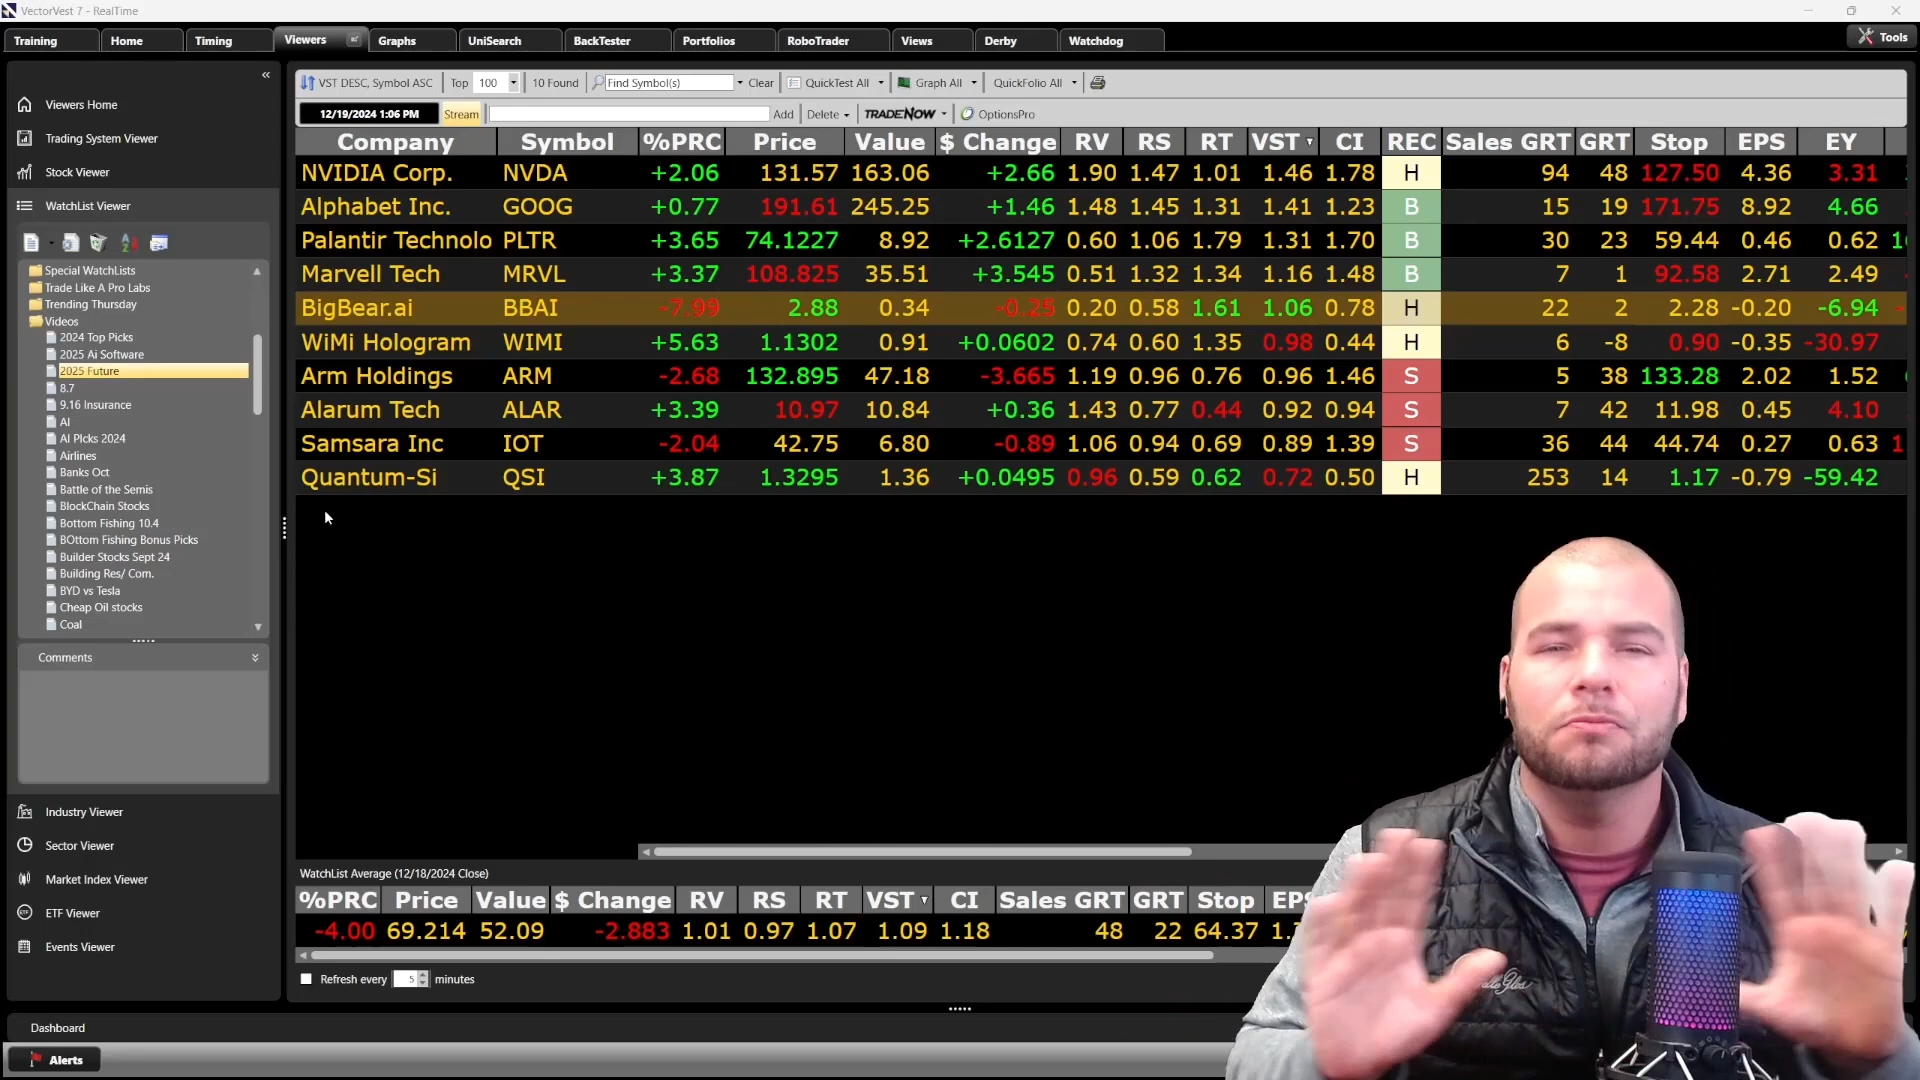 VectorVest 7 - RealTime
Training Home Timing Viewers Graphs UniSearch BackTester Portfolios RoboTrader Views Derby Watchdog Tools
VST DESC, Symbol ASC Top 100 10 Found Find Symbol(s) Clear QuickTest All Graph All QuickFolio All
12/19/2024 1:06 PM Stream Add Delete TRADENOW OptionsPro
Company Symbol %PRC Price Value $ Change RV RS RT VST CI REC Sales GRT GRT Stop EPS EY
NVIDIA Corp. NVDA +2.06 131.57 163.06 +2.66 1.90 1.47 1.01 1.46 1.78 H 94 48 127.50 4.36 3.31
Alphabet Inc. GOOG +0.77 191.61 245.25 +1.46 1.48 1.45 1.31 1.41 1.23 B 15 19 171.75 8.92 4.66
Palantir Technolo PLTR +3.65 74.1227 8.92 +2.6127 0.60 1.06 1.79 1.31 1.70 B 30 23 59.44 0.46 0.62
Marvell Tech MRVL +3.37 108.825 35.51 +3.545 0.51 1.32 1.34 1.16 1.48 B 7 1 92.58 2.71 2.49
BigBear.ai BBAI -7.99 2.88 0.34 -0.25 0.20 0.58 1.61 1.06 0.78 H 22 2 2.28 -0.20 -6.94
WiMi Hologram WIMI +5.63 1.1302 0.91 +0.0602 0.74 0.60 1.35 0.98 0.44 H 6 -8 0.90 -0.35 -30.97
Arm Holdings ARM -2.68 132.895 47.18 -3.665 1.19 0.96 0.76 0.96 1.46 S 5 38 133.28 2.02 1.52
Alarum Tech ALAR +3.39 10.97 10.84 +0.36 1.43 0.77 0.44 0.92 0.94 S 7 42 11.98 0.45 4.10
Samsara Inc IOT -2.04 42.75 6.80 -0.89 1.06 0.94 0.69 0.89 1.39 S 36 44 44.74 0.27 0.63
Quantum-Si QSI +3.87 1.3295 1.36 +0.0495 0.96 0.59 0.62 0.72 0.50 H 253 14 1.17 -0.79 -59.42
Viewers Home
Trading System Viewer
Stock Viewer
WatchList Viewer
Special WatchLists
Trade Like A Pro Labs
Trending Thursday
Videos
2024 Top Picks
2025 Ai Software
2025 Future
8.7
9.16 Insurance
AI
AI PIcks 2024
Airlines
Banks Oct
Battle of the Semis
BlockChain Stocks
Bottom Fishing 10.4
BOttom Fishing Bonus Picks
Builder Stocks Sept 24
Building Res/ Com.
BYD vs Tesla
Cheap Oil stocks
Coal
Comments
Industry Viewer
Sector Viewer
Market Index Viewer
ETF Viewer
Events Viewer
WatchList Average (12/18/2024 Close)
%PRC Price Value $ Change RV RS RT VST CI Sales GRT GRT Stop EPS
-4.00 69.214 52.09 -2.883 1.01 0.97 1.07 1.09 1.18 48 22 64.37
Refresh every 5 minutes
Dashboard
Alerts